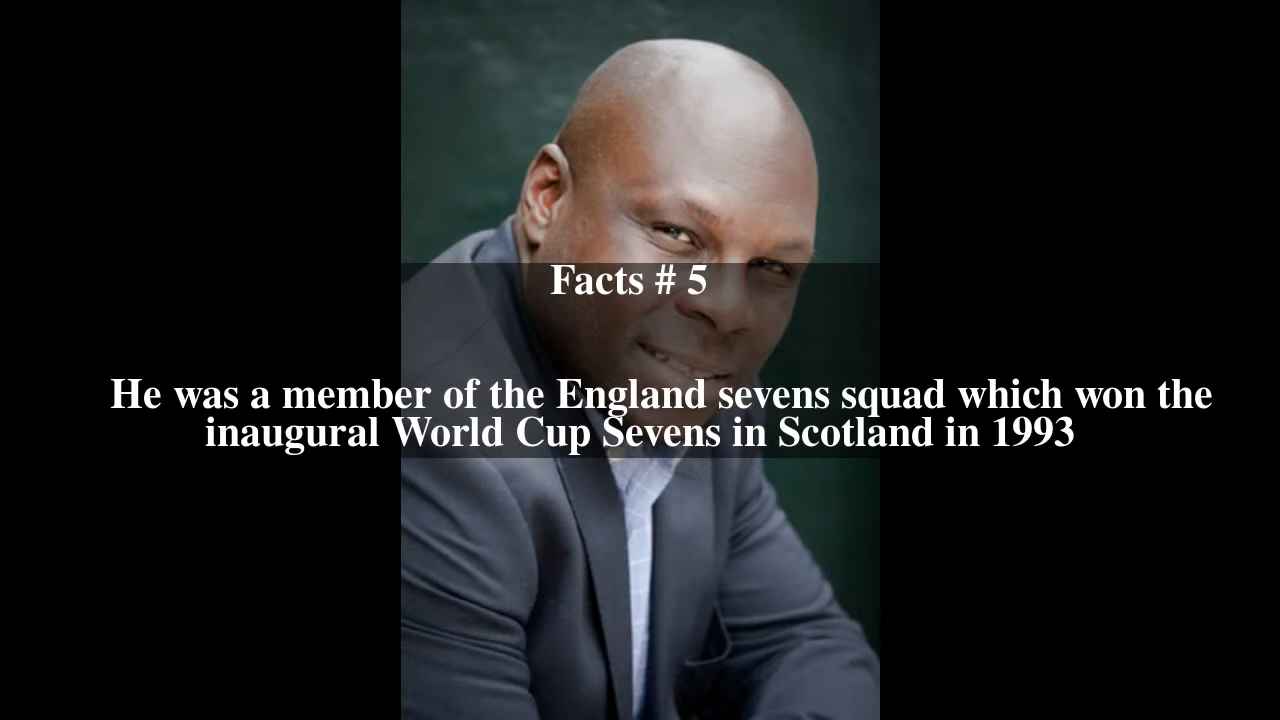 Facts # 5
He was a member of the England sevens squad which won the
inaugural World Cup Sevens in Scotland in 1993